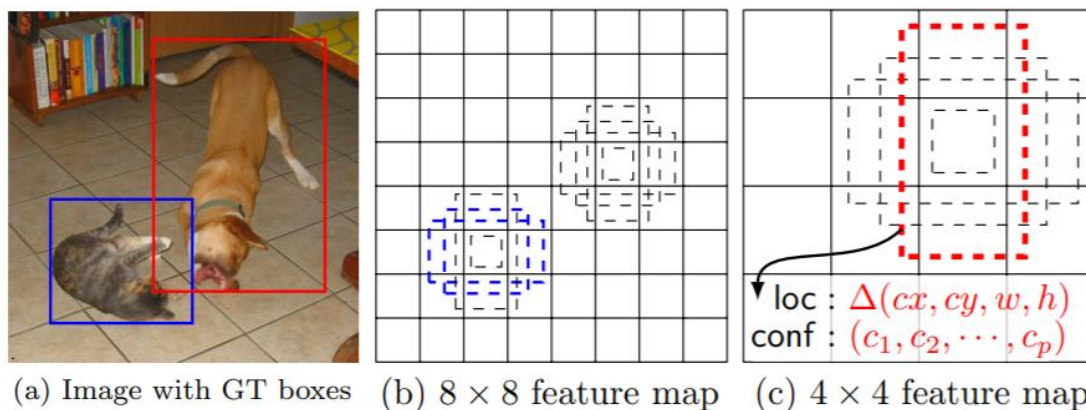 loc : Δ(cx, cy, w, h)
conf : (c₁, c₂, ⋯, cₚ)
(a) Image with GT boxes
(b) 8 × 8 feature map
(c) 4 × 4 feature map